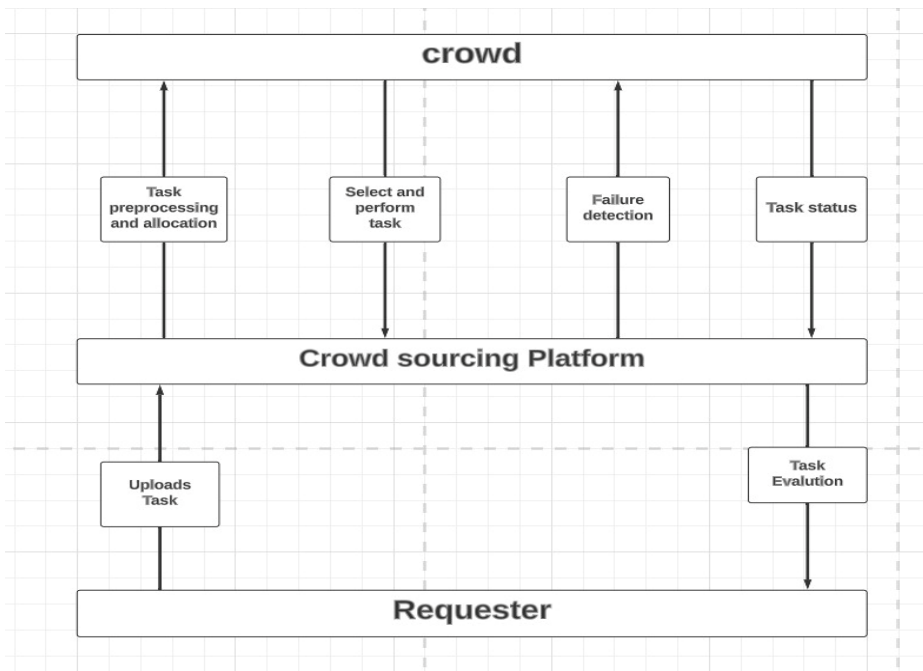 crowd
Task
preprocessing
and allocation
Select and
perform
task
Failure
detection
Task status
Crowd sourcing Platform
Uploads
Task
Task
Evalution
Requester